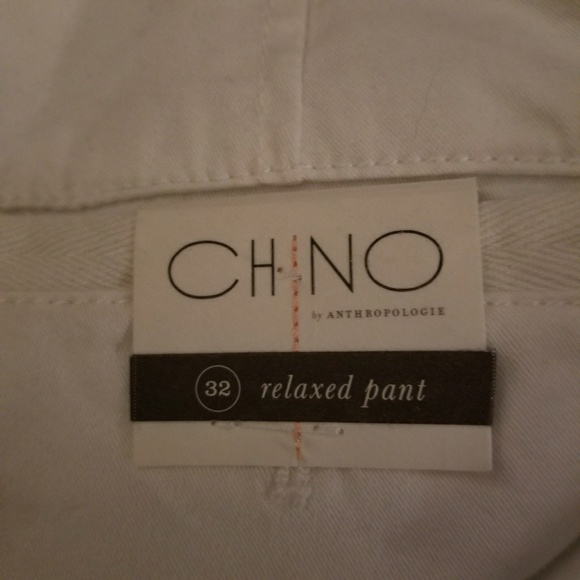 CHINO
by ANTHROPOLOGIE
32 relaxed pant